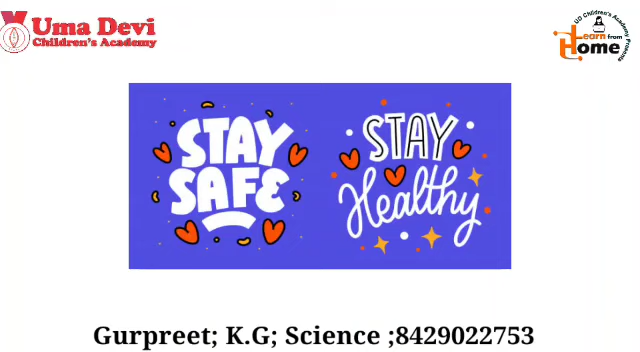 Uma Devi
Children's Academy
UD Children's Academy Presents
Learn from
Home
STAY
SAFE
STAY
Healthy
Gurpreet; K.G; Science ;8429022753